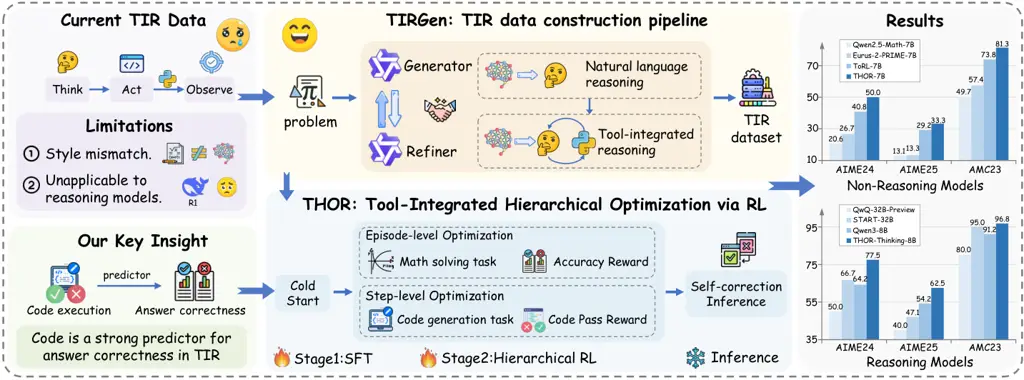 Current TIR Data
Think
Act
Observe
Limitations
① Style mismatch.
② Unapplicable to
reasoning models.
R1
Our Key Insight
predictor
Code execution
Answer correctness
Code is a strong predictor for
answer correctness in TIR
TIRGen: TIR data construction pipeline
problem
Generator
Refiner
Natural language
reasoning
Tool-integrated
reasoning
TIR
dataset
THOR: Tool-Integrated Hierarchical Optimization via RL
Cold
Start
Episode-level Optimization
Math solving task
Accuracy Reward
Step-level Optimization
Code generation task
Code Pass Reward
Self-correction
Inference
Stage1:SFT
Stage2:Hierarchical RL
Inference
Results
Qwen2.5-Math-7B
Eurus-2-PRIME-7B
ToRL-7B
THOR-7B
70
50
30
10
20.6
26.7
40.8
50.0
13.1
13.3
29.2
33.3
49.7
57.4
73.8
81.3
AIME24
AIME25
AMC23
Non-Reasoning Models
QwQ-32B-Preview
START-32B
Qwen3-8B
THOR-Thinking-8B
95
75
55
35
50.0
66.7
64.2
77.5
40.0
47.1
54.2
62.5
80.0
95.0
91.2
96.8
AIME24
AIME25
AMC23
Reasoning Models